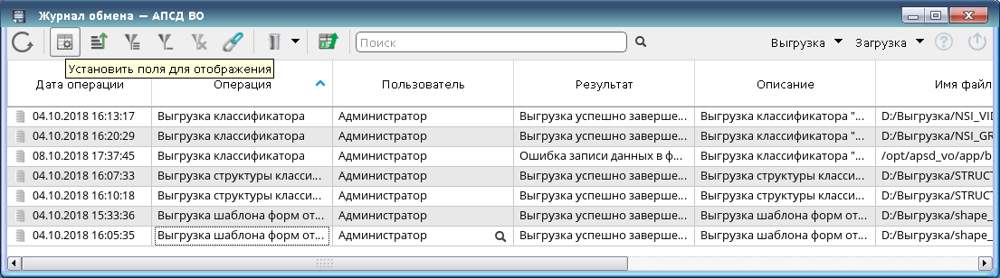 Журнал обмена — АПСД ВО
Поиск
Выгрузка
Загрузка
Установить поля для отображения
Дата операции Операция Пользователь Результат Описание Имя файл
04.10.2018 16:13:17 Выгрузка классификатора Администратор Выгрузка успешно заверше... Выгрузка классификатора "... D:/Выгрузка/NSI_VID
04.10.2018 16:20:29 Выгрузка классификатора Администратор Выгрузка успешно заверше... Выгрузка классификатора "... D:/Выгрузка/NSI_GR
08.10.2018 17:37:45 Выгрузка классификатора Администратор Ошибка записи данных в ф... Выгрузка классификатора "... /opt/apsd_vo/app/b
04.10.2018 16:07:33 Выгрузка структуры класси... Администратор Выгрузка успешно заверше... Выгрузка структуры класси... D:/Выгрузка/STRUCT
04.10.2018 16:10:18 Выгрузка структуры класси... Администратор Выгрузка успешно заверше... Выгрузка структуры класси... D:/Выгрузка/STRUCT
04.10.2018 15:33:36 Выгрузка шаблона форм от... Администратор Выгрузка успешно заверше... Выгрузка шаблона форм от... D:/Выгрузка/shape_
04.10.2018 16:05:35 Выгрузка шаблона форм от... Администратор Выгрузка успешно заверше... Выгрузка шаблона форм от... D:/Выгрузка/shape_